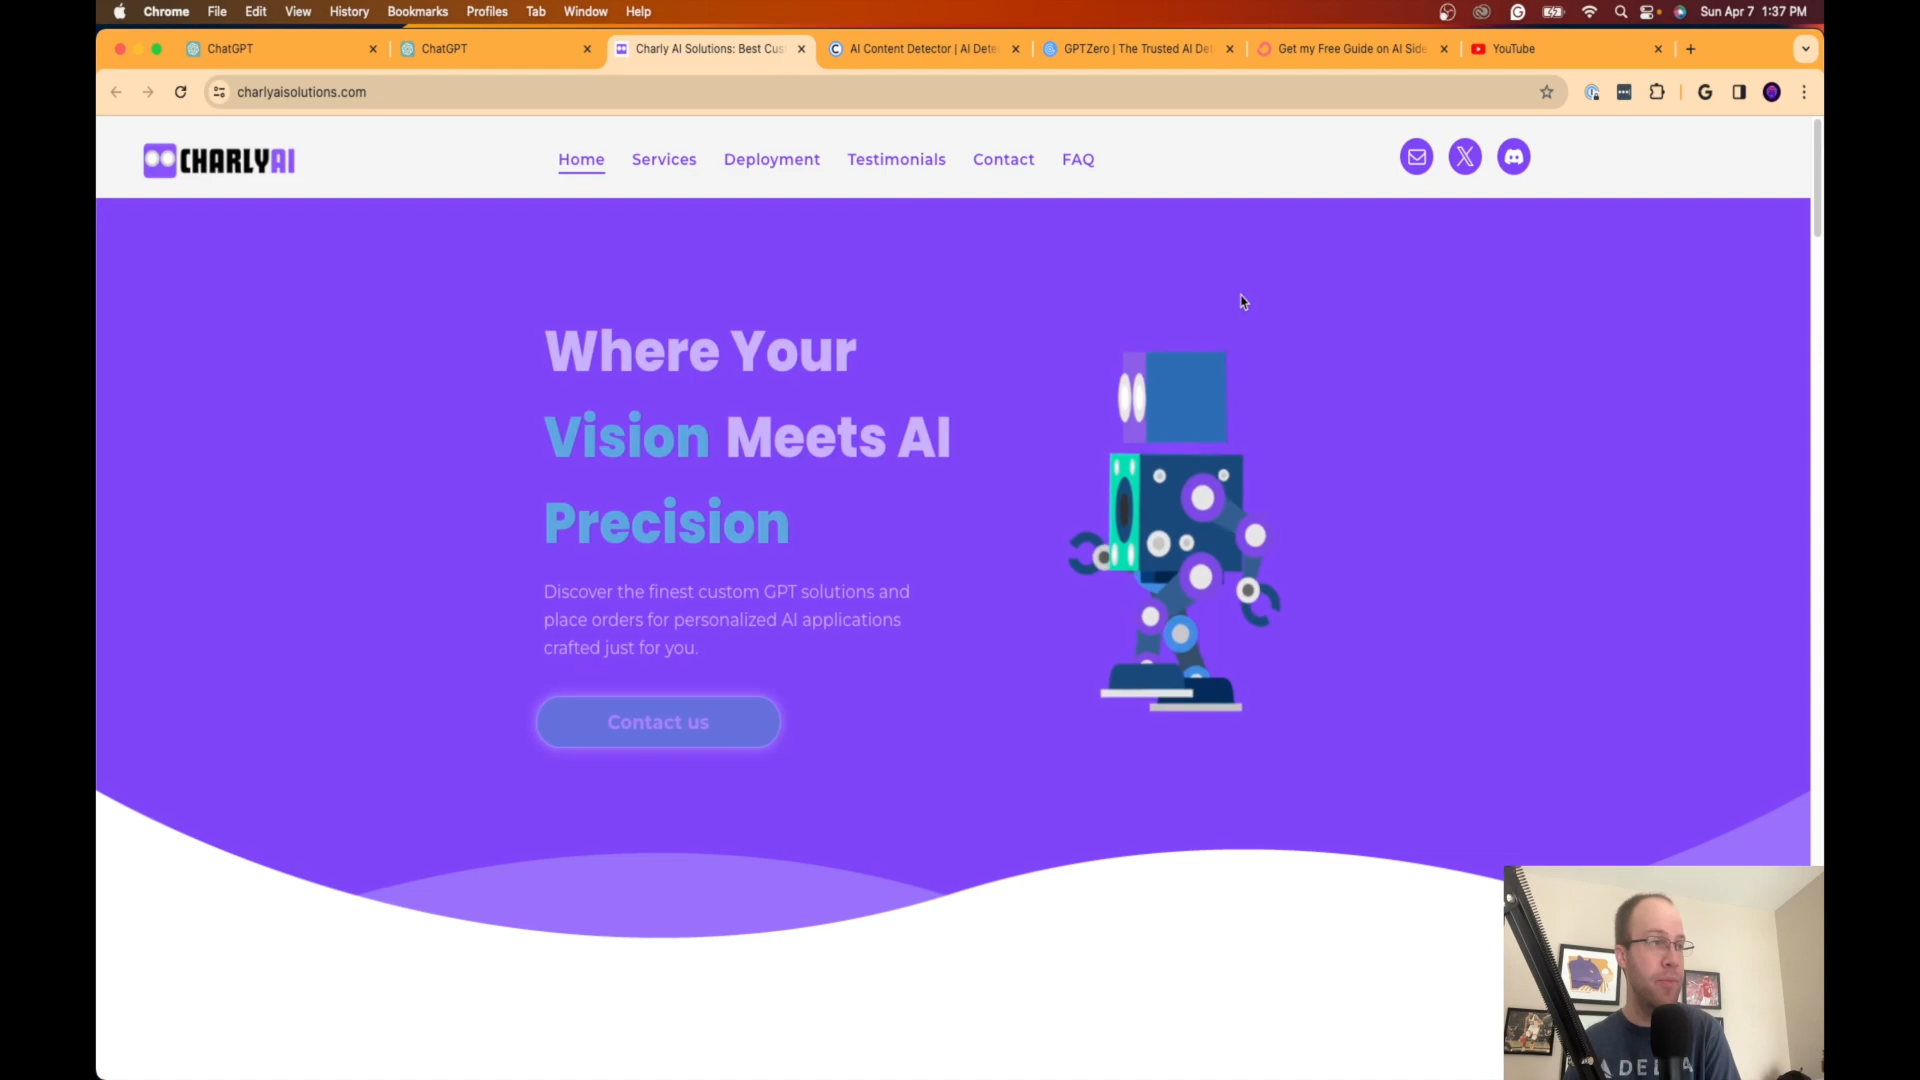 Chrome File Edit View History Bookmarks Profiles Tab Window Help Sun Apr 7 1:37 PM
ChatGPT ChatGPT Charly AI Solutions: Best Cus AI Content Detector | AI Dete GPTZero | The Trusted AI De Get my Free Guide on AI Side YouTube
charlyaisolutions.com
CHARLYAI Home Services Deployment Testimonials Contact FAQ
Where Your
Vision Meets AI
Precision
Discover the finest custom GPT solutions and
place orders for personalized AI applications
crafted just for you.
Contact us